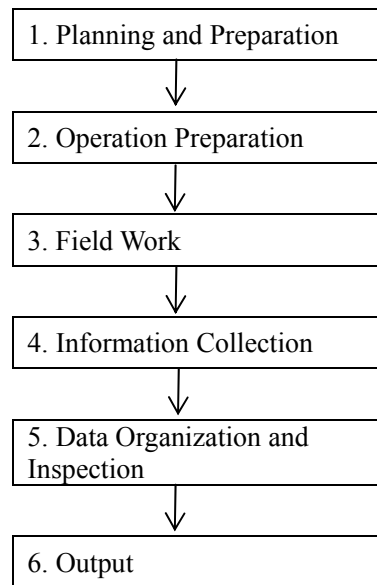 1. Planning and Preparation
2. Operation Preparation
3. Field Work
4. Information Collection
5. Data Organization and
Inspection
6. Output